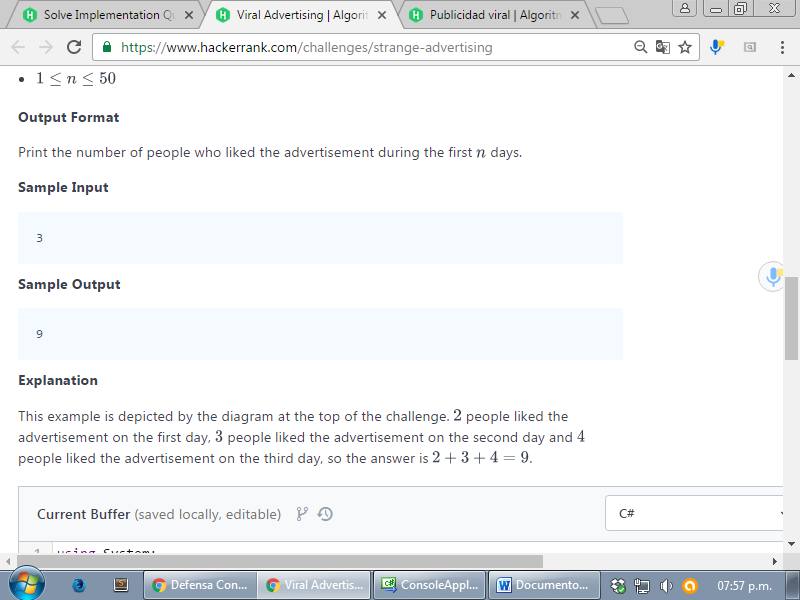 Solve Implementation Q
Viral Advertising | Algorit
Publicidad viral | Algoritm
https://www.hackerrank.com/challenges/strange-advertising
• 1 ≤ n ≤ 50
Output Format
Print the number of people who liked the advertisement during the first n days.
Sample Input
3
Sample Output
9
Explanation
This example is depicted by the diagram at the top of the challenge. 2 people liked the
advertisement on the first day, 3 people liked the advertisement on the second day and 4
people liked the advertisement on the third day, so the answer is 2 + 3 + 4 = 9.
Current Buffer (saved locally, editable)
C#
1 using System;
Defensa Con...
Viral Advertis...
ConsoleAppl...
Documento...
07:57 p.m.